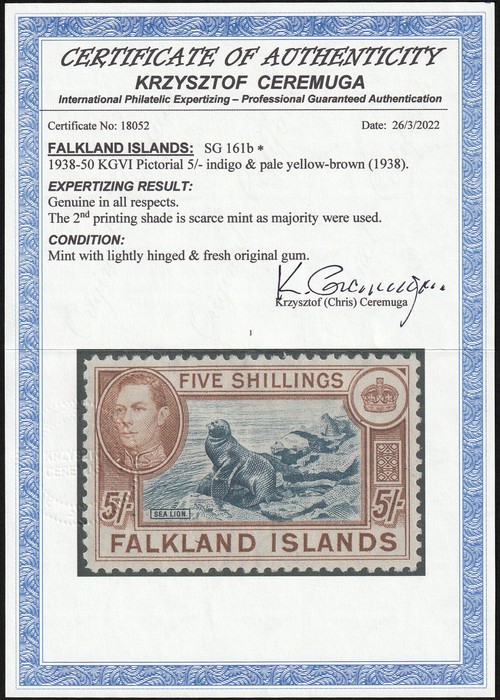 CERTIFICATE OF AUTHENTICITY
KRZYSZTOF CEREMUGA
International Philatelic Expertizing – Professional Guaranteed Authentication
Certificate No: 18052 Date: 26/3/2022
FALKLAND ISLANDS: SG 161b *
1938-50 KGVI Pictorial 5/- indigo & pale yellow-brown (1938).
EXPERTIZING RESULT:
Genuine in all respects.
The 2nd printing shade is scarce mint as majority were used.
CONDITION:
Mint with lightly hinged & fresh original gum.
K. Ceremuga
Krzysztof (Chris) Ceremuga
1
FIVE SHILLINGS
SEA LION.
5/- 5/-
FALKLAND ISLANDS